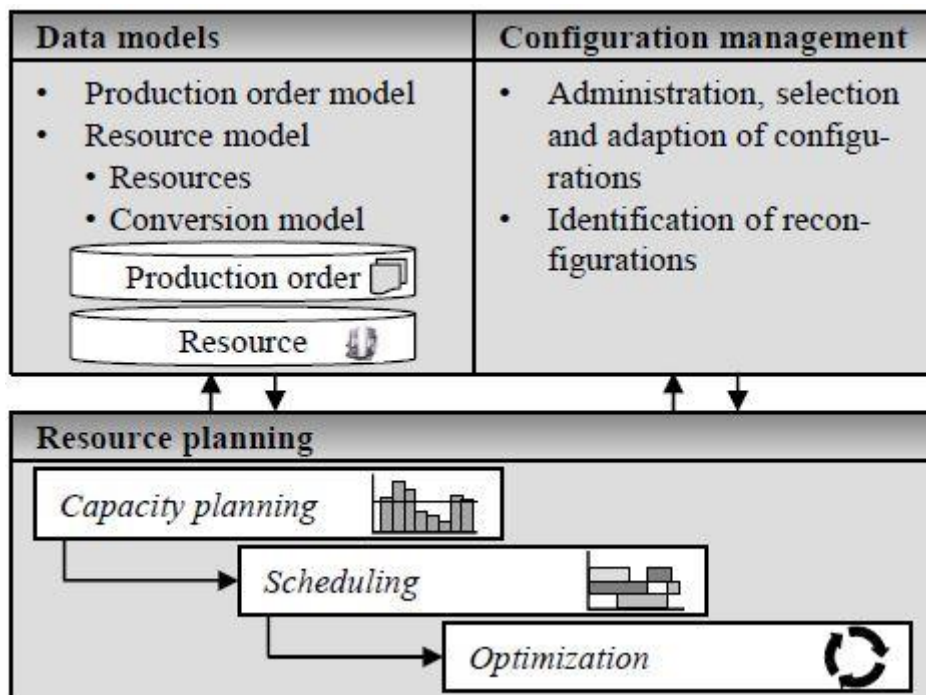 Data models
• Production order model
• Resource model
• Resources
• Conversion model
Production order
Resource
Configuration management
• Administration, selection
and adaption of configu-
rations
• Identification of recon-
figurations
Resource planning
Capacity planning
Scheduling
Optimization